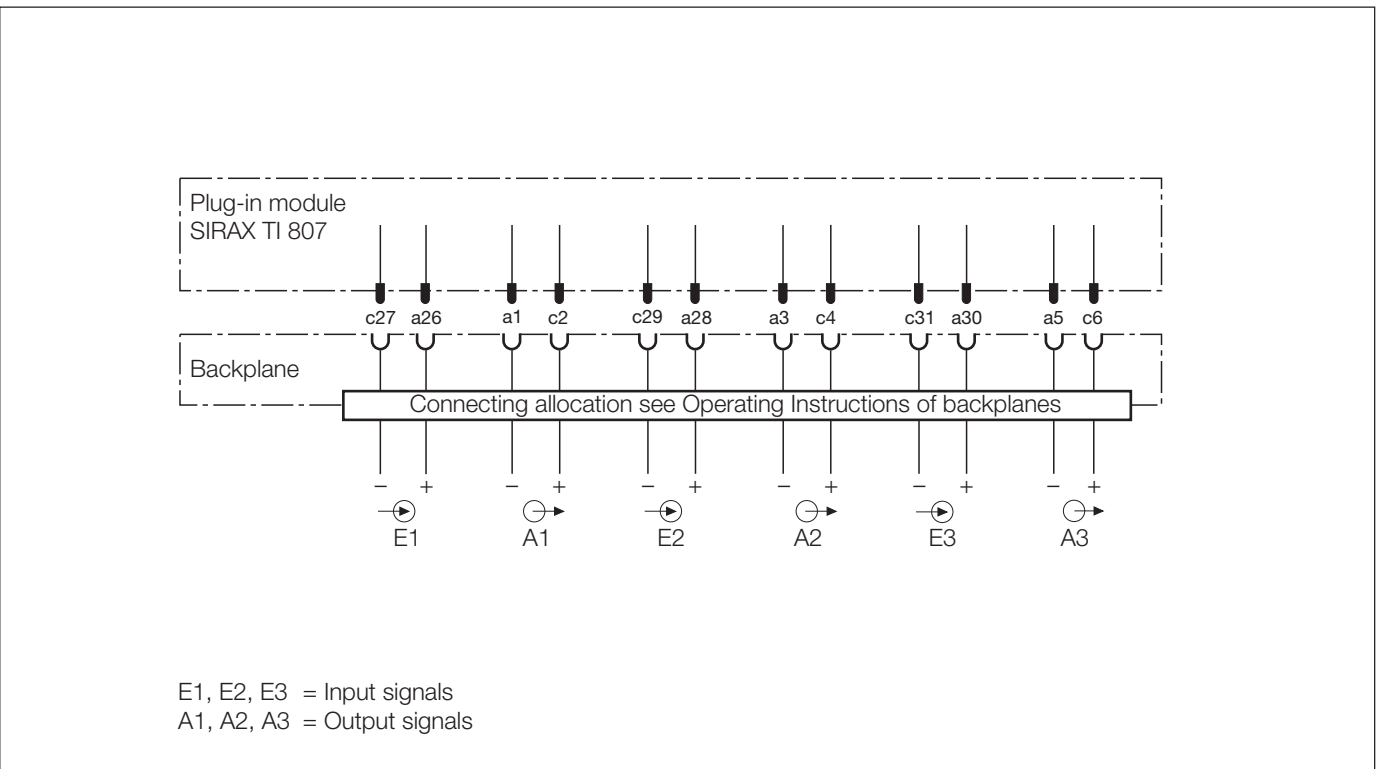 Plug-in module
SIRAX TI 807
c27 a26 a1 c2 c29 a28 a3 c4 c31 a30 a5 c6
Backplane
Connecting allocation see Operating Instructions of backplanes
– + – + – + – + – + – +
E1 A1 E2 A2 E3 A3
E1, E2, E3 = Input signals
A1, A2, A3 = Output signals